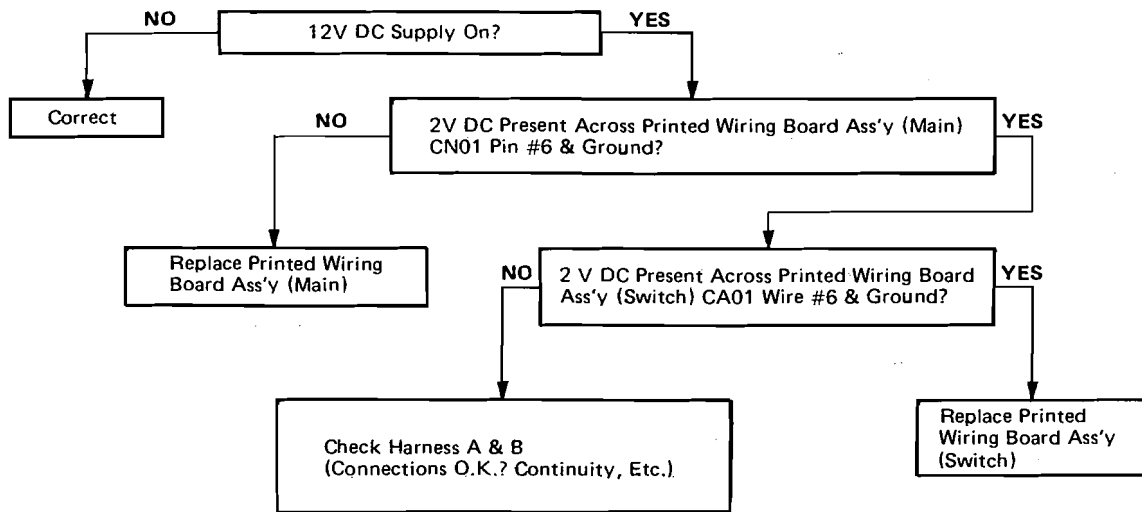 NO
12V DC Supply On?
YES
Correct
NO
2V DC Present Across Printed Wiring Board Ass'y (Main)
CN01 Pin #6 & Ground?
YES
Replace Printed Wiring
Board Ass'y (Main)
NO
2 V DC Present Across Printed Wiring Board
Ass'y (Switch) CA01 Wire #6 & Ground?
YES
Check Harness A & B
(Connections O.K.? Continuity, Etc.)
Replace Printed
Wiring Board Ass'y
(Switch)